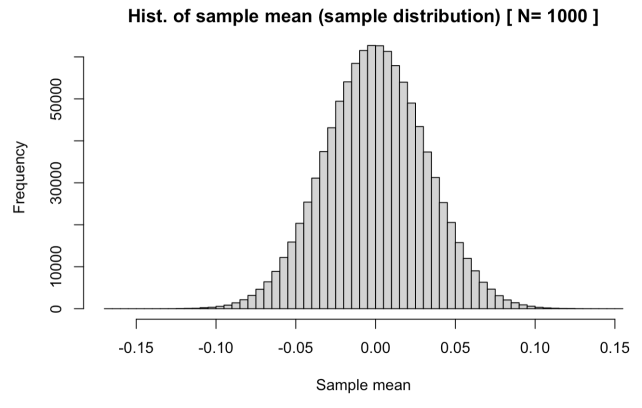 Hist. of sample mean (sample distribution) [ N= 1000 ]
Frequency
50000
30000
10000
0
-0.15 -0.10 -0.05 0.00 0.05 0.10 0.15
Sample mean